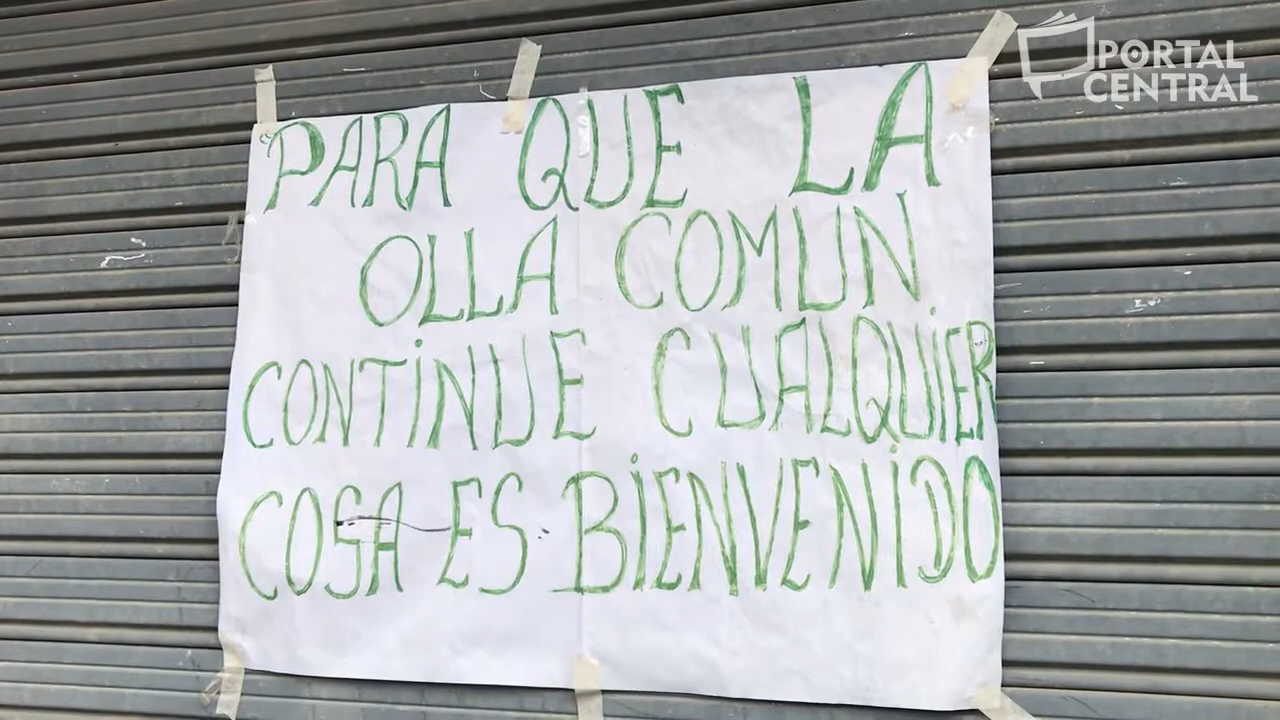 PORTAL
CENTRAL
PARA QUE LA
OLLA COMUN
CONTINUE CUALQUIER
COSA ES BIENVENIDO